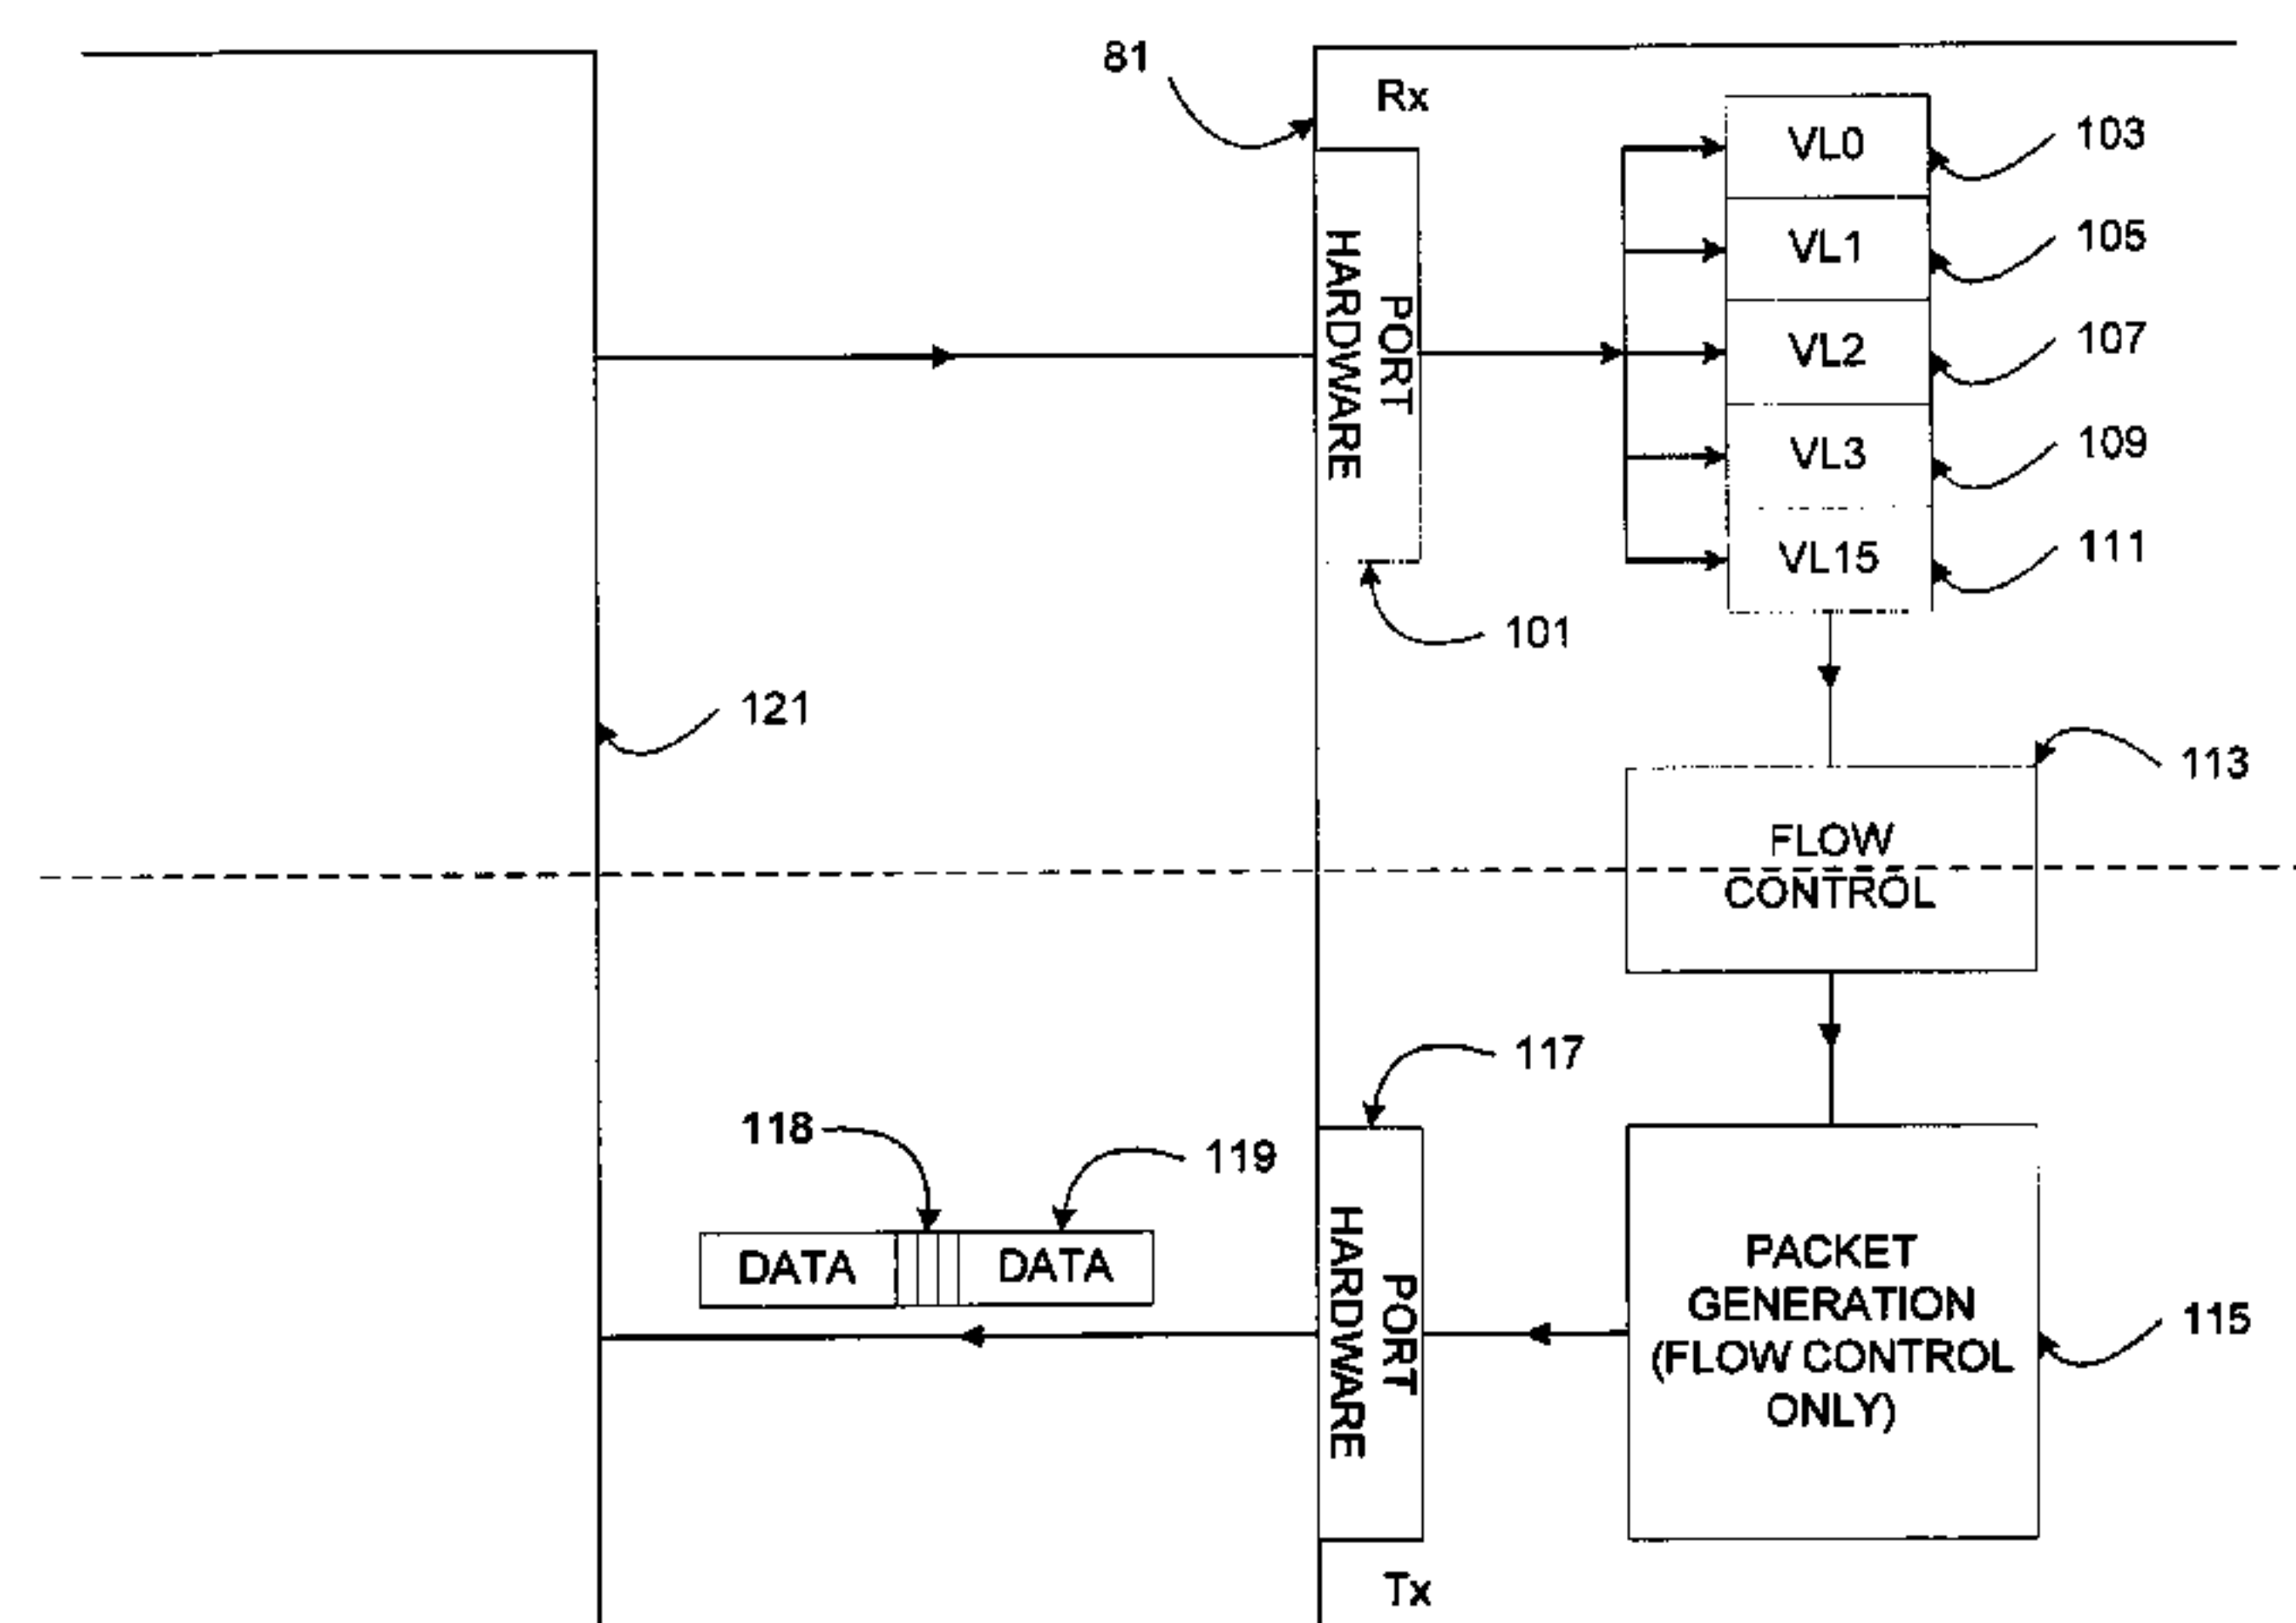 81
Rx
VL0
103
VL1
105
PORT
HARDWARE
VL2
107
VL3
109
VL15
111
101
121
113
FLOW
CONTROL
117
118
119
DATA
DATA
PORT
HARDWARE
PACKET
GENERATION
(FLOW CONTROL
ONLY)
115
Tx